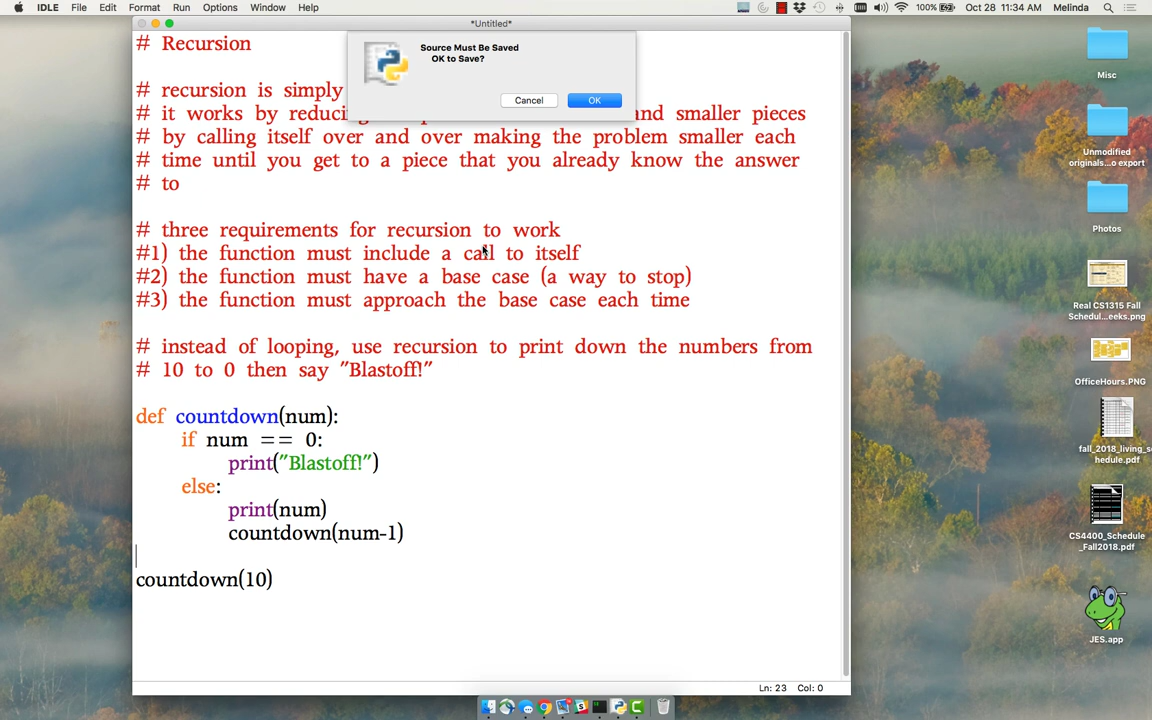 IDLE File Edit Format Run Options Window Help
100% Oct 28 11:34 AM Melinda
*Untitled*
Source Must Be Saved
OK to Save?
Cancel OK
# Recursion
# recursion is simply
# it works by reducing and smaller pieces
# by calling itself over and over making the problem smaller each
# time until you get to a piece that you already know the answer
# to
# three requirements for recursion to work
#1) the function must include a call to itself
#2) the function must have a base case (a way to stop)
#3) the function must approach the base case each time
# instead of looping, use recursion to print down the numbers from
# 10 to 0 then say "Blastoff!"
def countdown(num):
if num == 0:
print("Blastoff!")
else:
print(num)
countdown(num-1)
countdown(10)
Ln: 23 Col: 0
Misc
Unmodified
originals...o export
Photos
Real CS1315 Fall
Schedul...eeks.png
OfficeHours.PNG
fall_2018_living_s
hedule.pdf
CS4400_Schedule
_Fall2018.pdf
JES.app